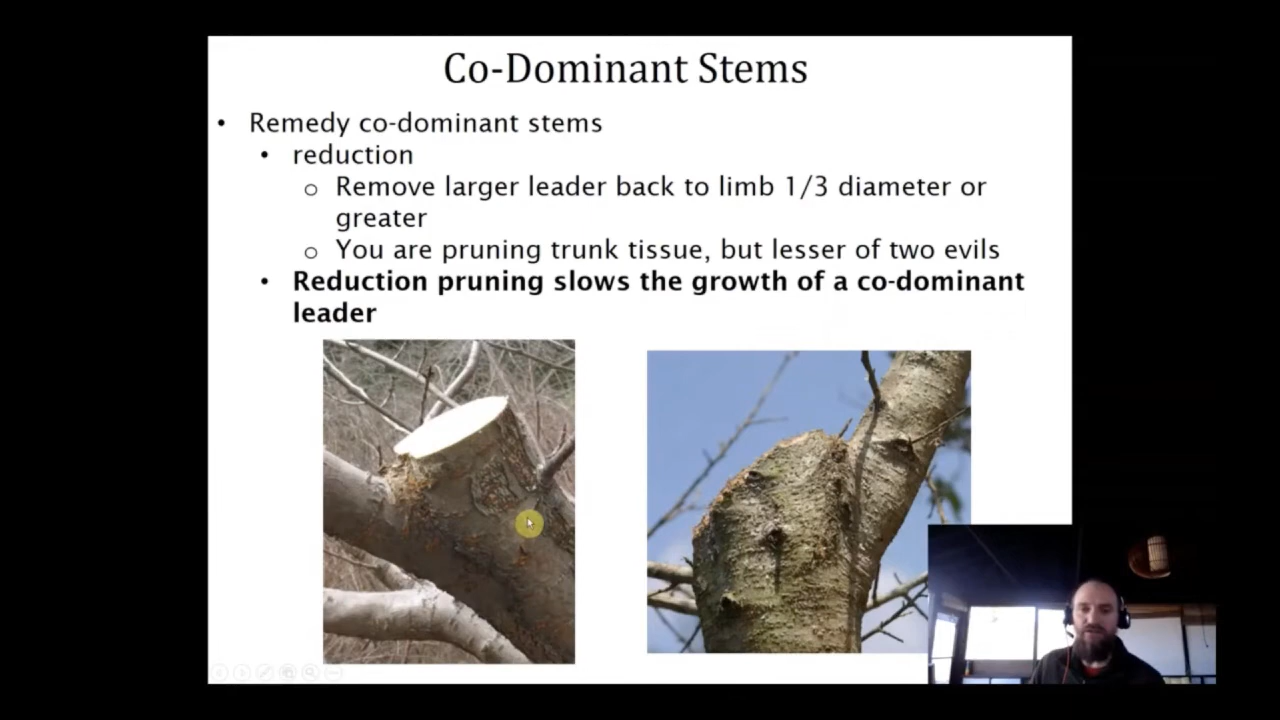 Co-Dominant Stems
• Remedy co-dominant stems
• reduction
o Remove larger leader back to limb 1/3 diameter or
greater
o You are pruning trunk tissue, but lesser of two evils
• Reduction pruning slows the growth of a co-dominant
leader